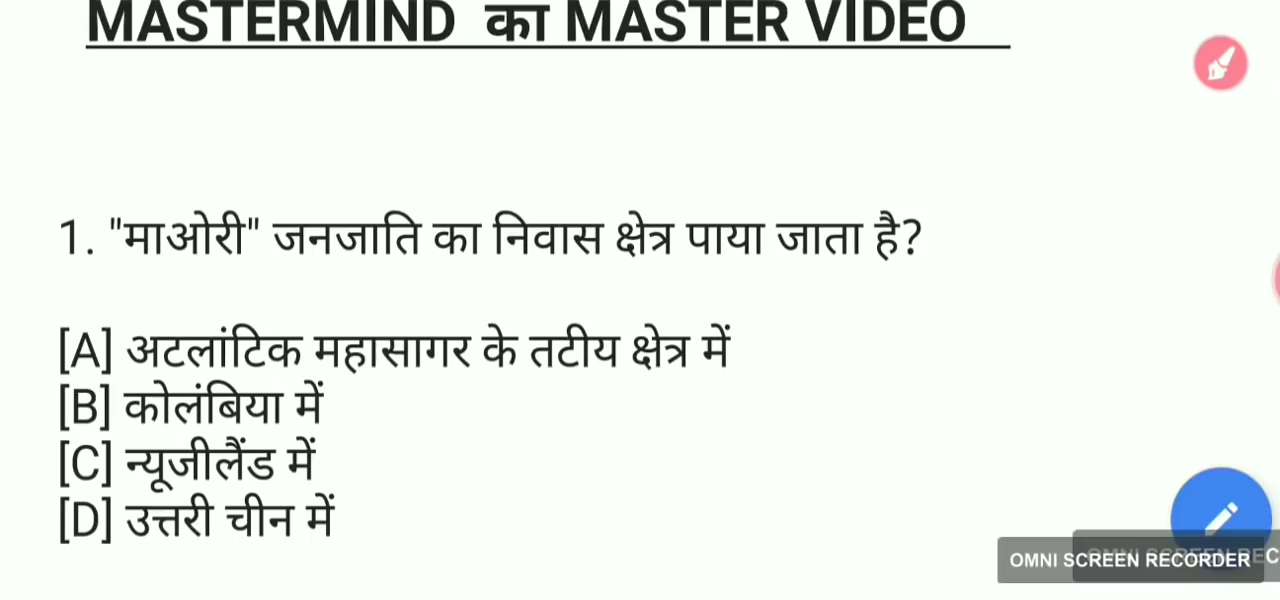 MASTERMIND का MASTER VIDEO
1. "माओरी" जनजाति का निवास क्षेत्र पाया जाता है?
[A] अटलांटिक महासागर के तटीय क्षेत्र में
[B] कोलंबिया में
[C] न्यूजीलैंड में
[D] उत्तरी चीन में
OMNI SCREEN RECORDER